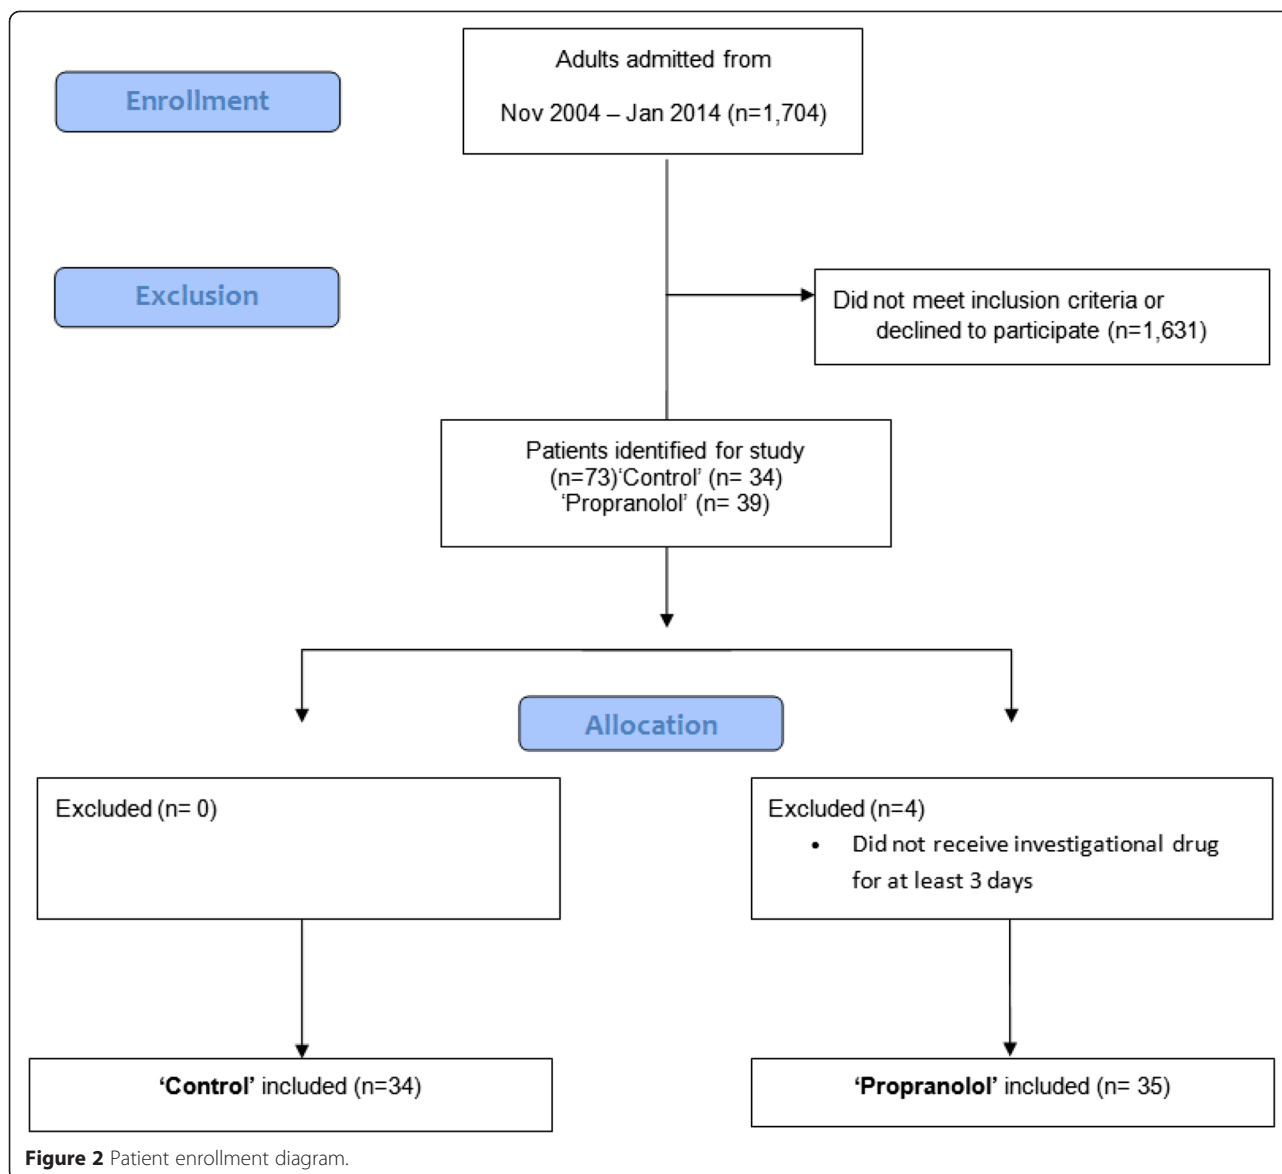 Enrollment
Adults admitted from
Nov 2004 – Jan 2014 (n=1,704)
Exclusion
Did not meet inclusion criteria or
declined to participate (n=1,631)
Patients identified for study
(n=73)‘Control’ (n= 34)
‘Propranolol’ (n= 39)
Allocation
Excluded (n= 0)
Excluded (n=4)
• Did not receive investigational drug
for at least 3 days
‘Control’ included (n=34)
‘Propranolol’ included (n= 35)
Figure 2 Patient enrollment diagram.